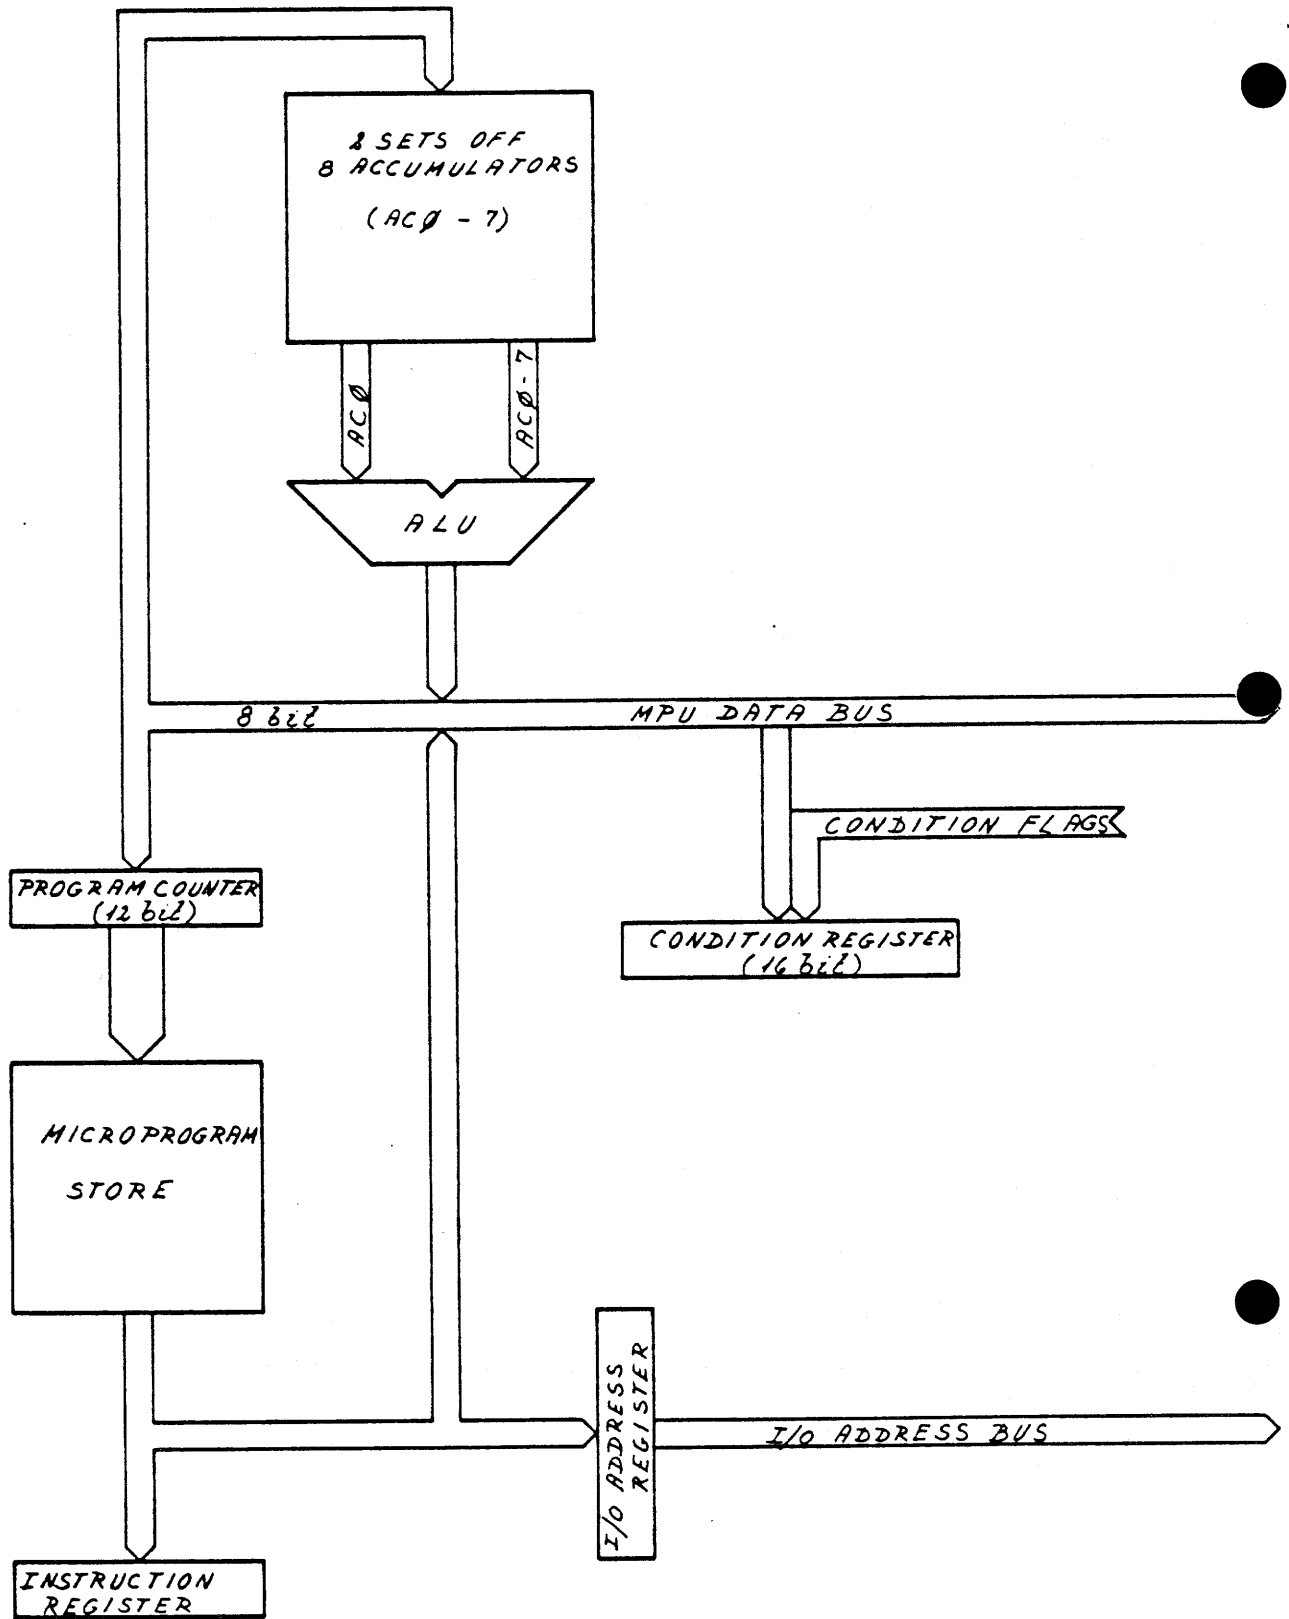 2 SETS OFF
8 ACCUMULATORS
(ACØ - 7)
ACØ
ACØ-7
ALU
8 bit
MPU DATA BUS
CONDITION FLAGS
PROGRAM COUNTER
(12 bit)
CONDITION REGISTER
(16 bit)
MICROPROGRAM
STORE
I/O ADDRESS
REGISTER
I/O ADDRESS BUS
INSTRUCTION
REGISTER